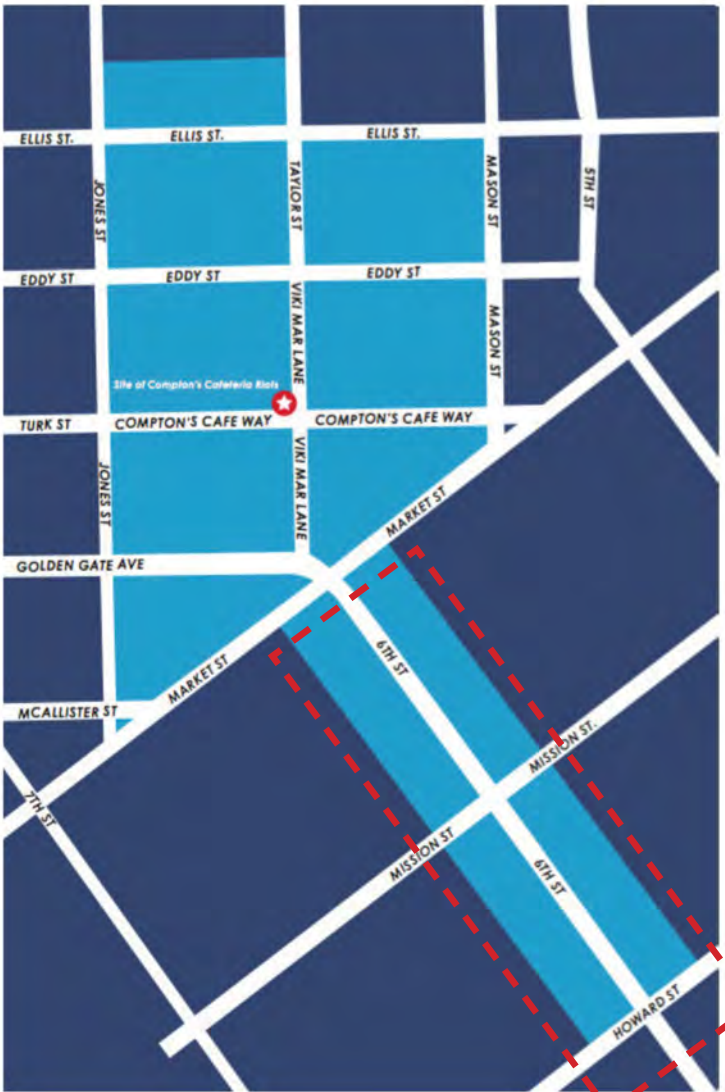 ELLIS ST.
ELLIS ST.
ELLIS ST.
JONES ST
TAYLOR ST
MASON ST
5TH ST
EDDY ST
EDDY ST
EDDY ST
VIKI MAR LANE
MASON ST
Site of Compton's Cafeteria Riots
TURK ST
COMPTON'S CAFE WAY
COMPTON'S CAFE WAY
JONES ST
VIKI MAR LANE
MARKET ST
GOLDEN GATE AVE
6TH ST
MARKET ST
MCALLISTER ST
MISSION ST.
7TH ST
MISSION ST
6TH ST
HOWARD ST